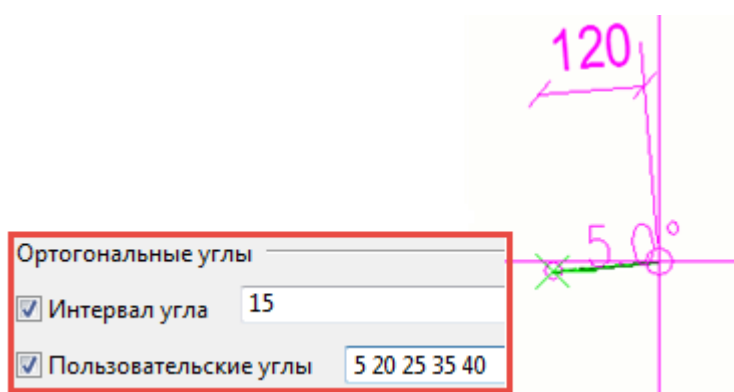 120
5.0°
Ортогональные углы
Интервал угла 15
Пользовательские углы 5 20 25 35 40